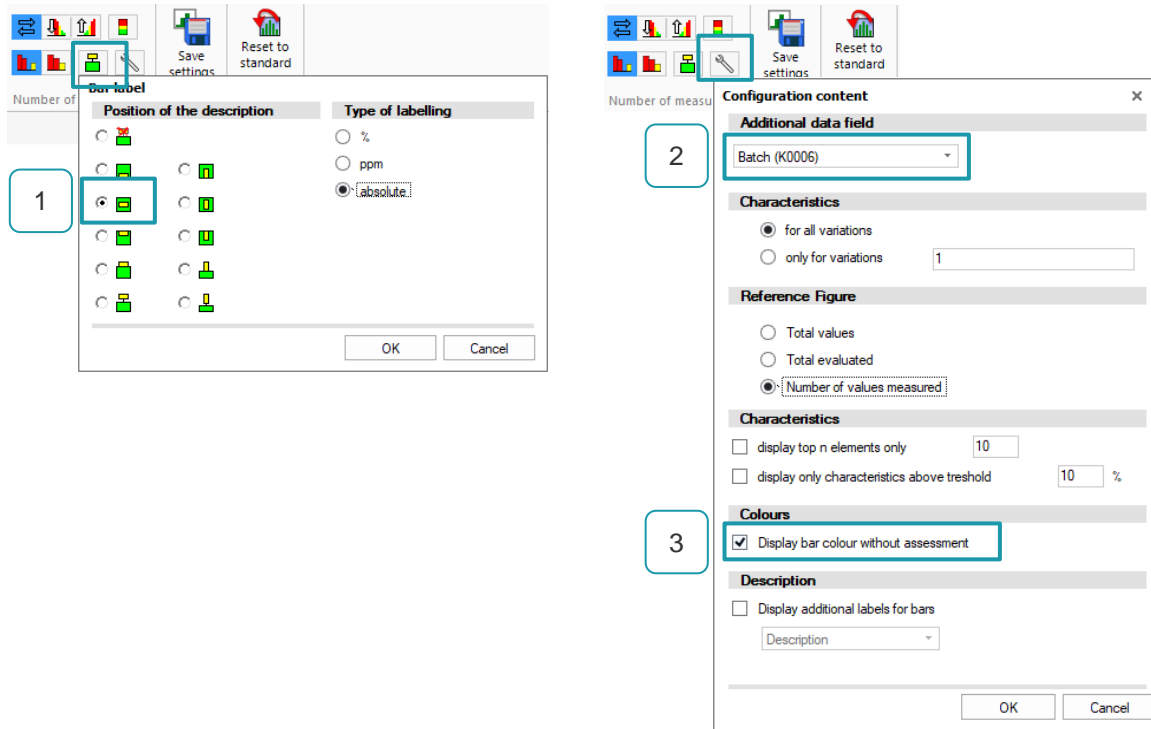 Save
settings
Reset to
standard
Number of
Bar label
Position of the description
Type of labelling
%
ppm
absolute
1
OK
Cancel
Save
settings
Reset to
standard
Number of measu
Configuration content
Additional data field
2
Batch (K0006)
Characteristics
for all variations
only for variations
1
Reference Figure
Total values
Total evaluated
Number of values measured
Characteristics
display top n elements only
10
display only characteristics above treshold
10
%
Colours
3
Display bar colour without assessment
Description
Display additional labels for bars
Description
OK
Cancel